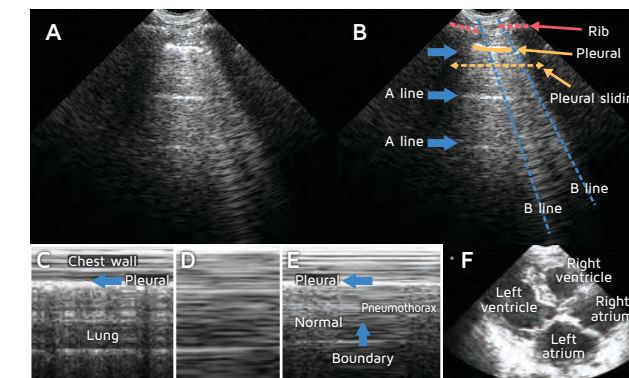 A
B
Rib
Pleural
Pleural slidin
A line
A line
B line
B line
C
Chest wall
Pleural
Lung
D
E
Pleural
Pneumothorax
Normal
Boundary
* F
Right
ventricle
Left
ventricle
Right
atrium
Left
atrium